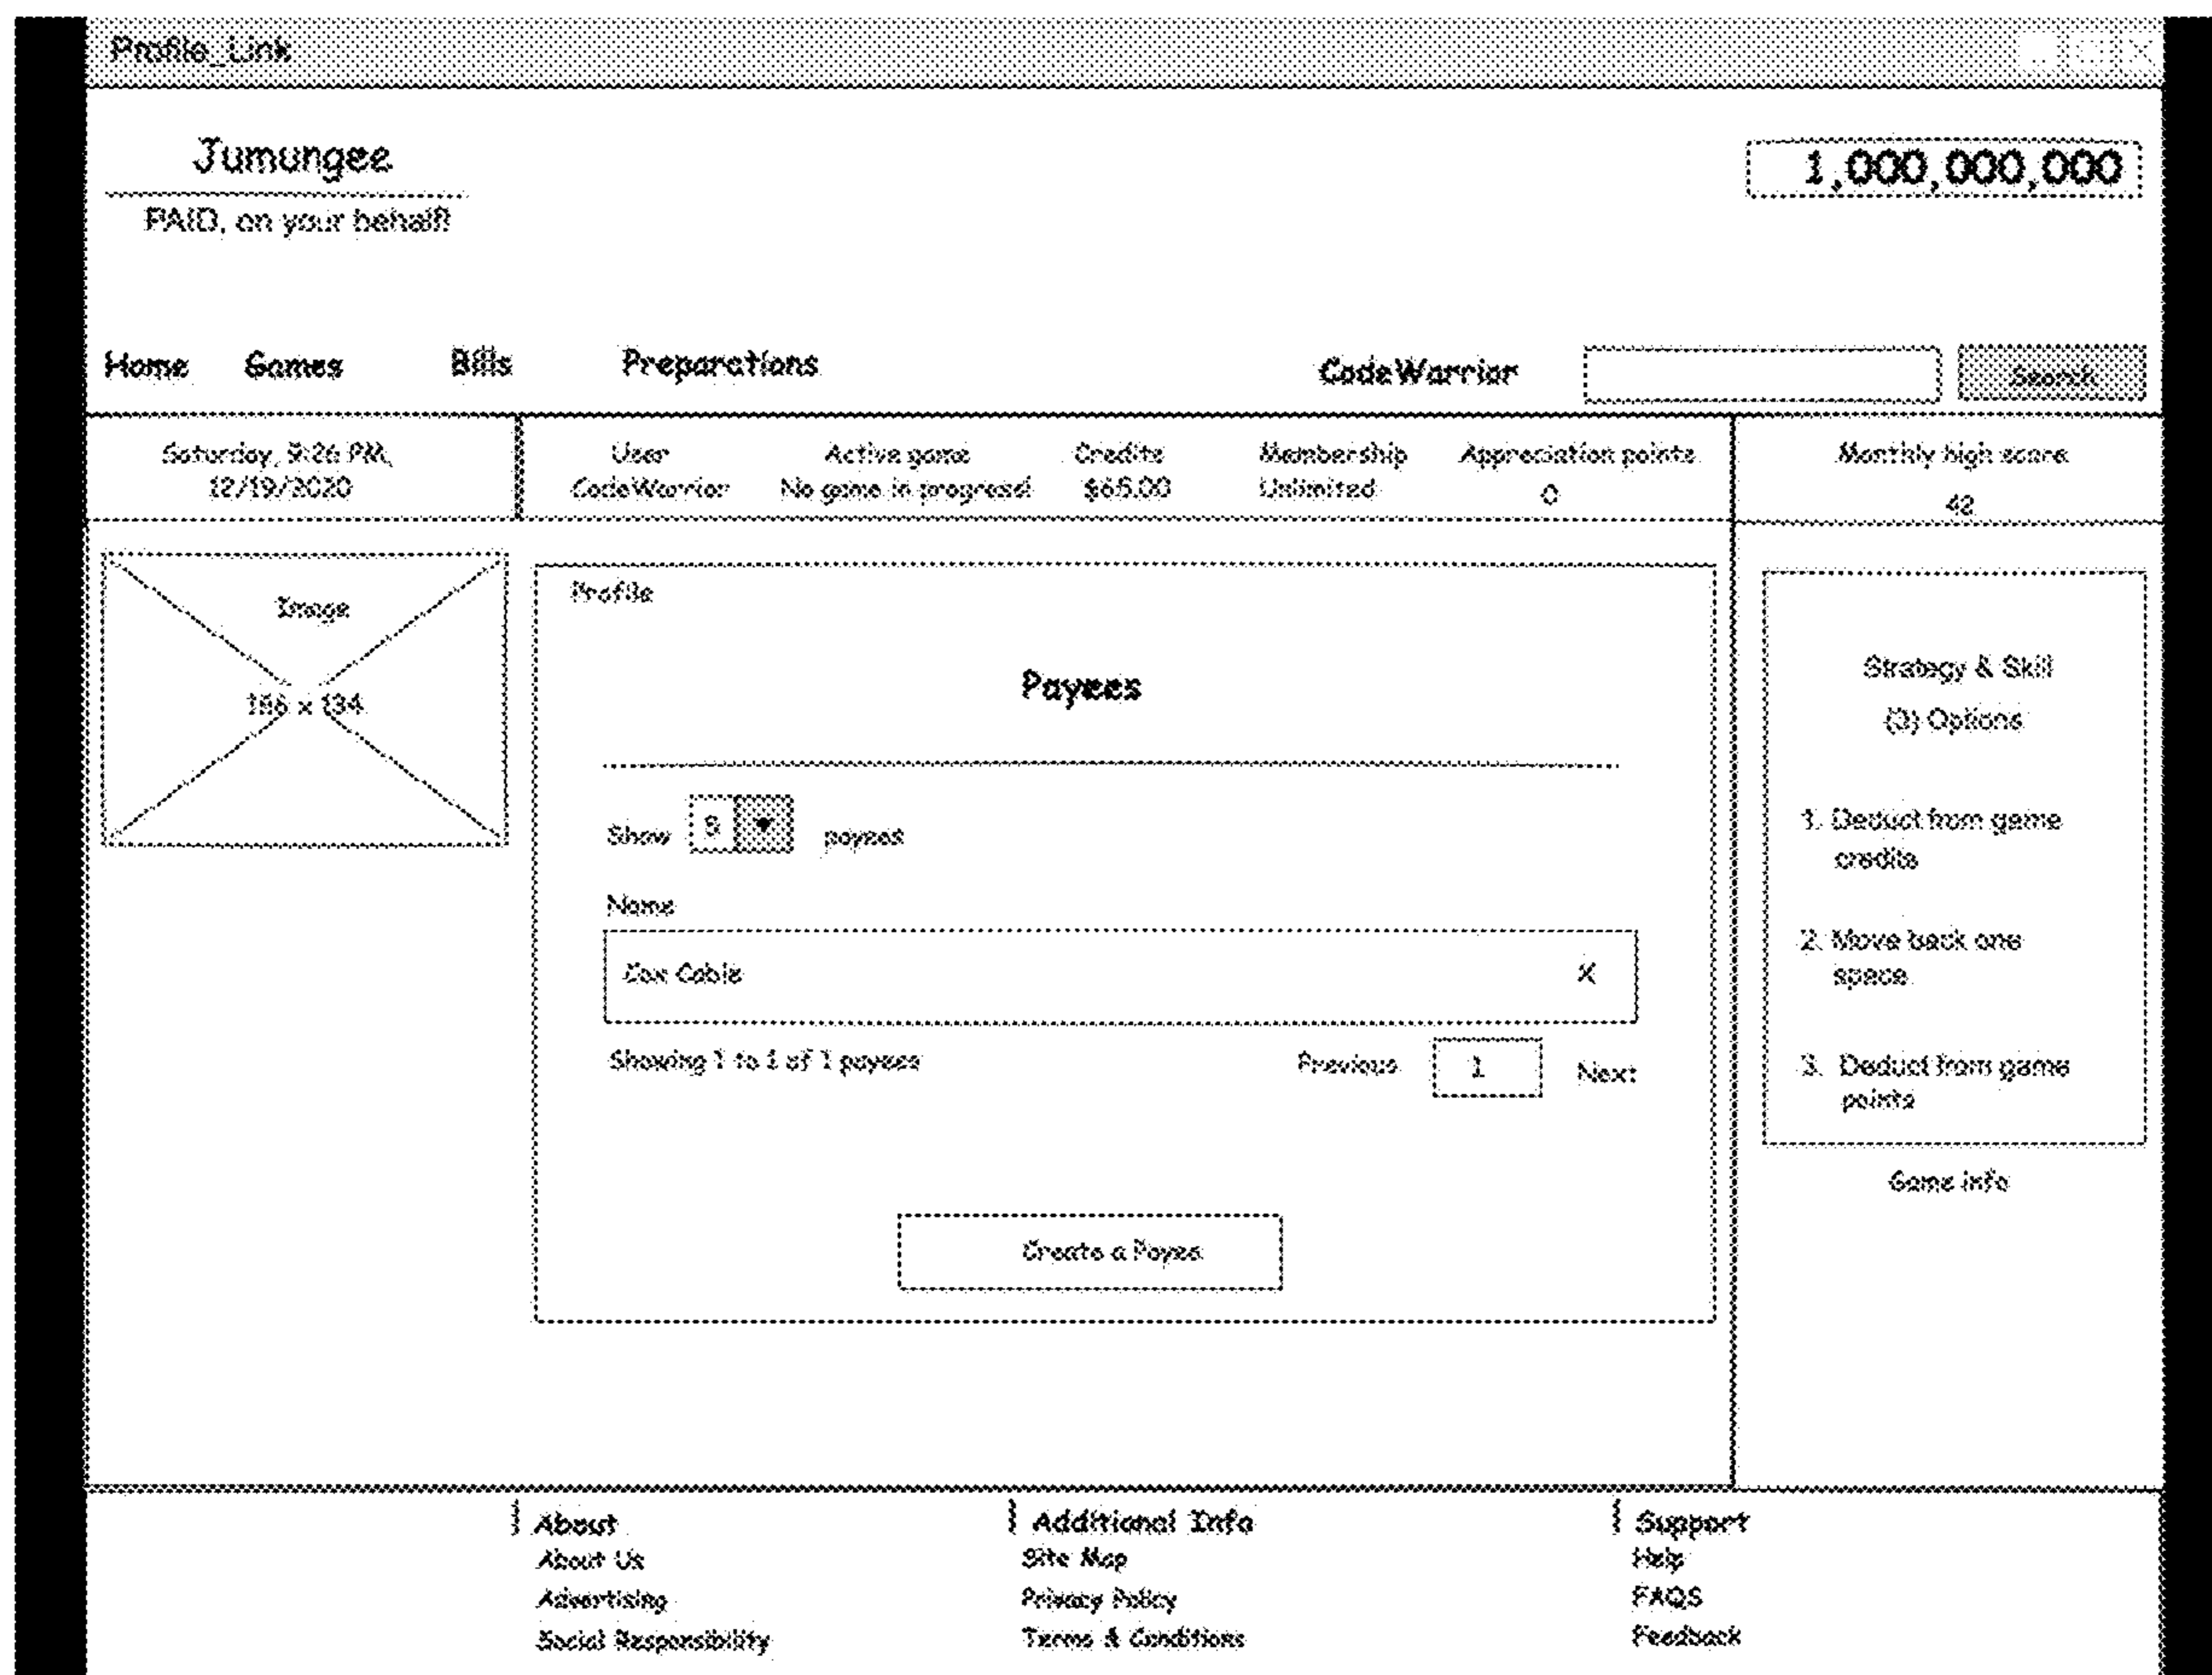 Profile_Link
Jumungee
1,000,000,000
PAID, on your behalf!
Home Games Bills Preparations CodeWarrior Search
Saturday, 9:26 PM,
12/19/2020
User Active game Credits Membership Appreciation points
CodeWarrior No game in progress! $65.00 Unlimited 0
Monthly high score
42
Image
186 x 134
Profile
Payees
Show 5 payees
Name
Cox Cable X
Showing 1 to 1 of 1 payees Previous 1 Next
Create a Payee
Strategy & Skill
(3) Options
1. Deduct from game
credits
2. Move back one
space
3. Deduct from game
points
Game info
About
About Us
Advertising
Social Responsibility
Additional Info
Site Map
Privacy Policy
Terms & Conditions
Support
Help
FAQS
Feedback